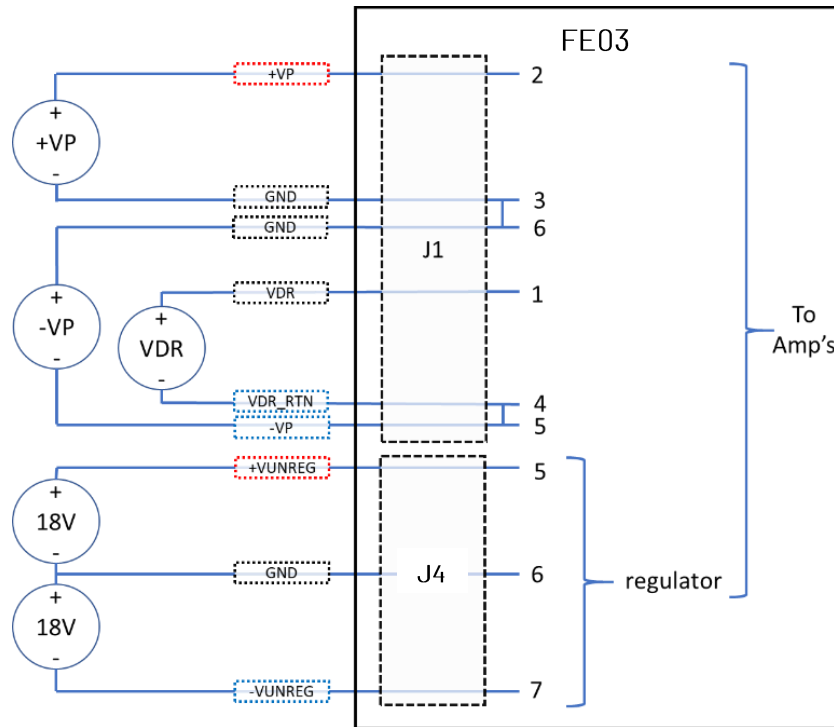 FE03
+VP
2
+
+VP
-
GND
3
GND
6
J1
VDR
1
+
-VP
-
+
VDR
-
To
Amp's
VDR_RTN
4
-VP
5
+VUNREG
5
+
18V
-
GND
J4
6
regulator
+
18V
-
-VUNREG
7